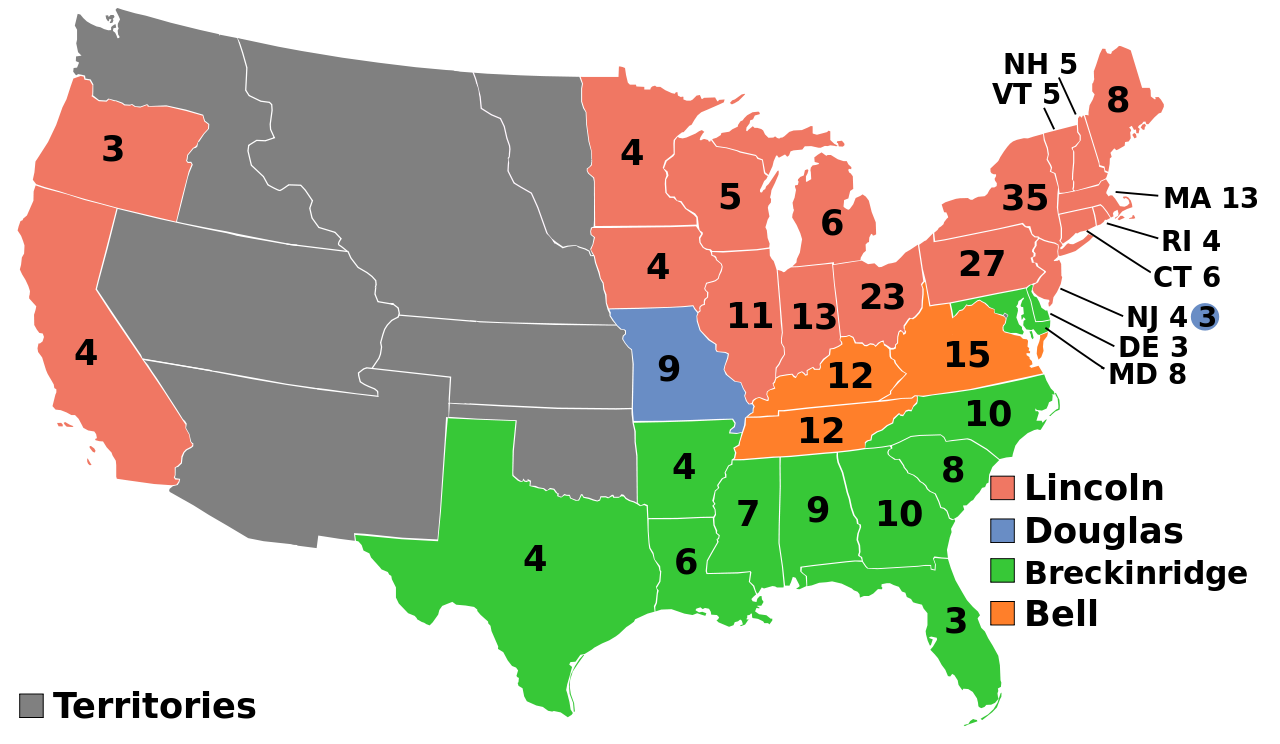 NH 5
VT 5
8
3
4
5
6
35
MA 13
RI 4
CT 6
27
4
23
11
13
NJ 4 3
DE 3
MD 8
4
9
15
12
12
10
4
8
7
9
10
4
6
3
Lincoln
Douglas
Breckinridge
Bell
Territories